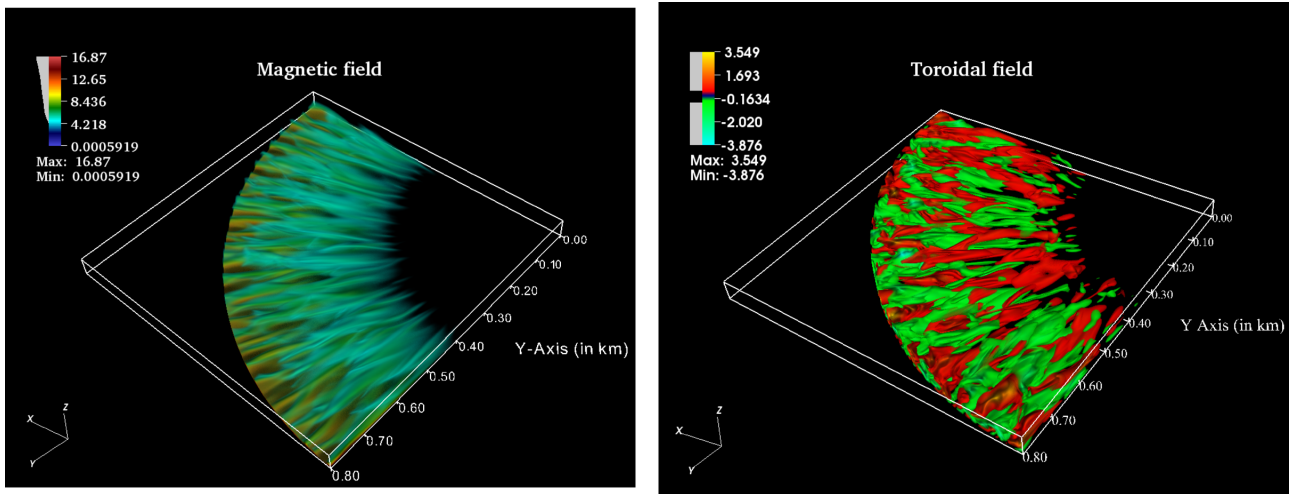 Magnetic field
16.87
12.65
8.436
4.218
0.0005919
Max: 16.87
Min: 0.0005919
0.00
0.10
0.20
0.30
0.40
0.50
0.60
0.70
0.80
Y-Axis (in km)
X
Y
Z
Toroidal field
3.549
1.693
-0.1634
-2.020
-3.876
Max: 3.549
Min: -3.876
0.00
0.10
0.20
0.30
0.40
0.50
0.60
0.70
0.80
Y Axis (in km)
X
Y
Z